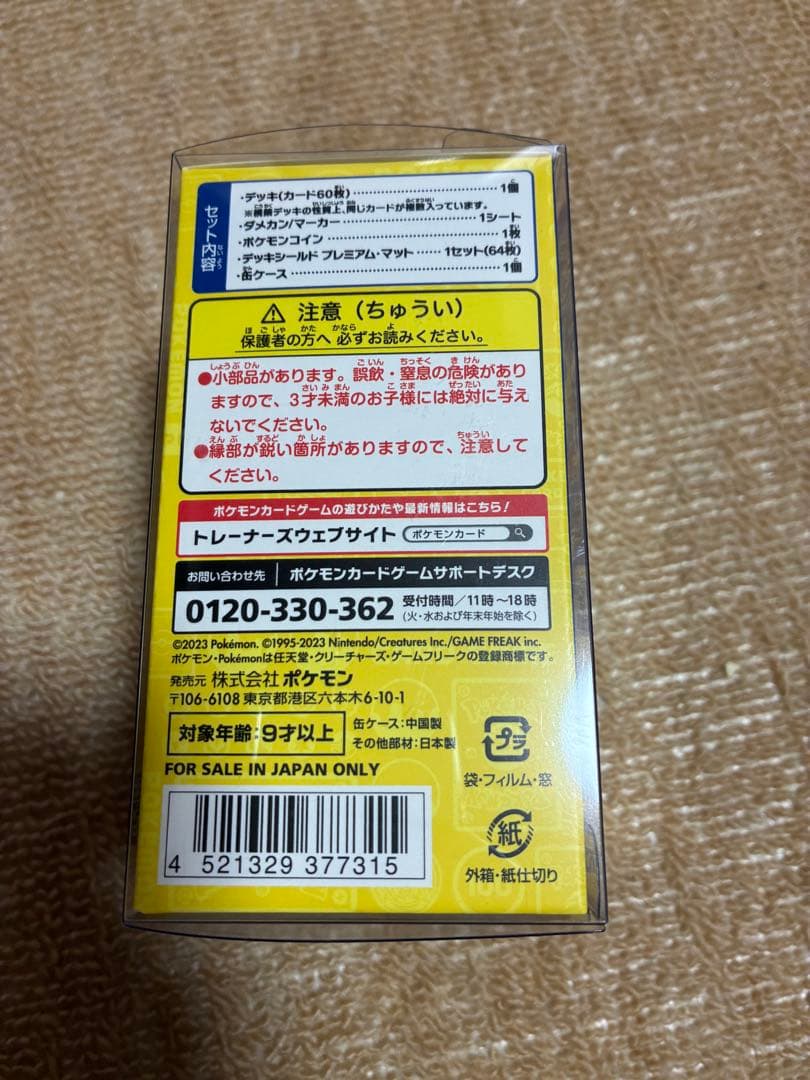 セット内容
・デッキ(カード60枚)…………1個
※構築デッキの性質上、同じカードが複数入っています。
・ダメカン/マーカー…………1シート
・ポケモンコイン…………1枚
・デッキシールド プレミアム・マット……1セット(64枚)
・缶ケース…………1個
⚠ 注意(ちゅうい)
保護者の方へ 必ずお読みください。
●小部品があります。誤飲・窒息の危険があり
ますので、3才未満のお子様には絶対に与え
ないでください。
●縁部が鋭い箇所がありますので、注意して
ください。
ポケモンカードゲームの遊びかたや最新情報はこちら!
トレーナーズウェブサイト ポケモンカード
お問い合わせ先 ポケモンカードゲームサポートデスク
0120-330-362 受付時間/11時~18時
(火・水および年末年始を除く)
©2023 Pokémon. ©1995-2023 Nintendo/Creatures Inc./GAME FREAK inc.
ポケモン・Pokémonは任天堂・クリーチャーズ・ゲームフリークの登録商標です。
発売元 株式会社 ポケモン
〒106-6108 東京都港区六本木6-10-1
対象年齢:9才以上
缶ケース:中国製
その他部材:日本製
FOR SALE IN JAPAN ONLY
プラ
袋・フィルム・窓
紙
外箱・紙仕切り
4 521329 377315